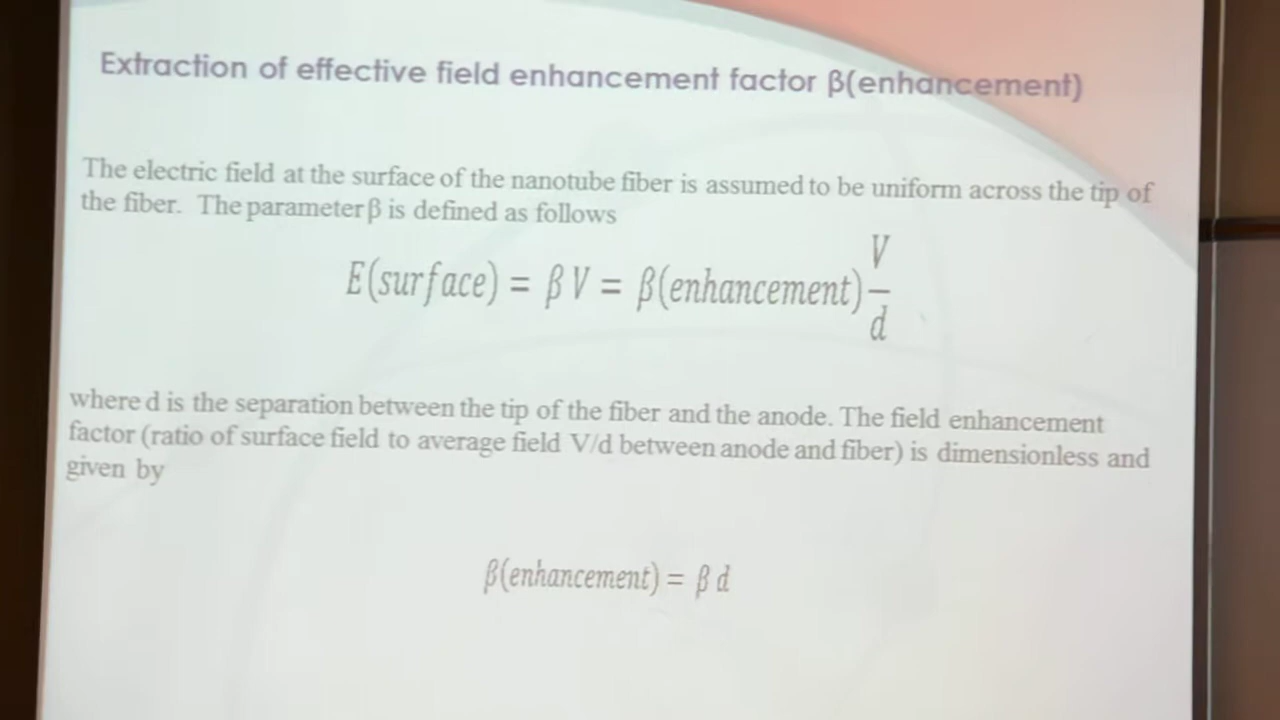 Extraction of effective field enhancement factor β(enhancement)
The electric field at the surface of the nanotube fiber is assumed to be uniform across the tip of
the fiber. The parameter β is defined as follows
E(surface) = β V = β(enhancement) V/d
where d is the separation between the tip of the fiber and the anode. The field enhancement
factor (ratio of surface field to average field V/d between anode and fiber) is dimensionless and
given by
β(enhancement) = β d